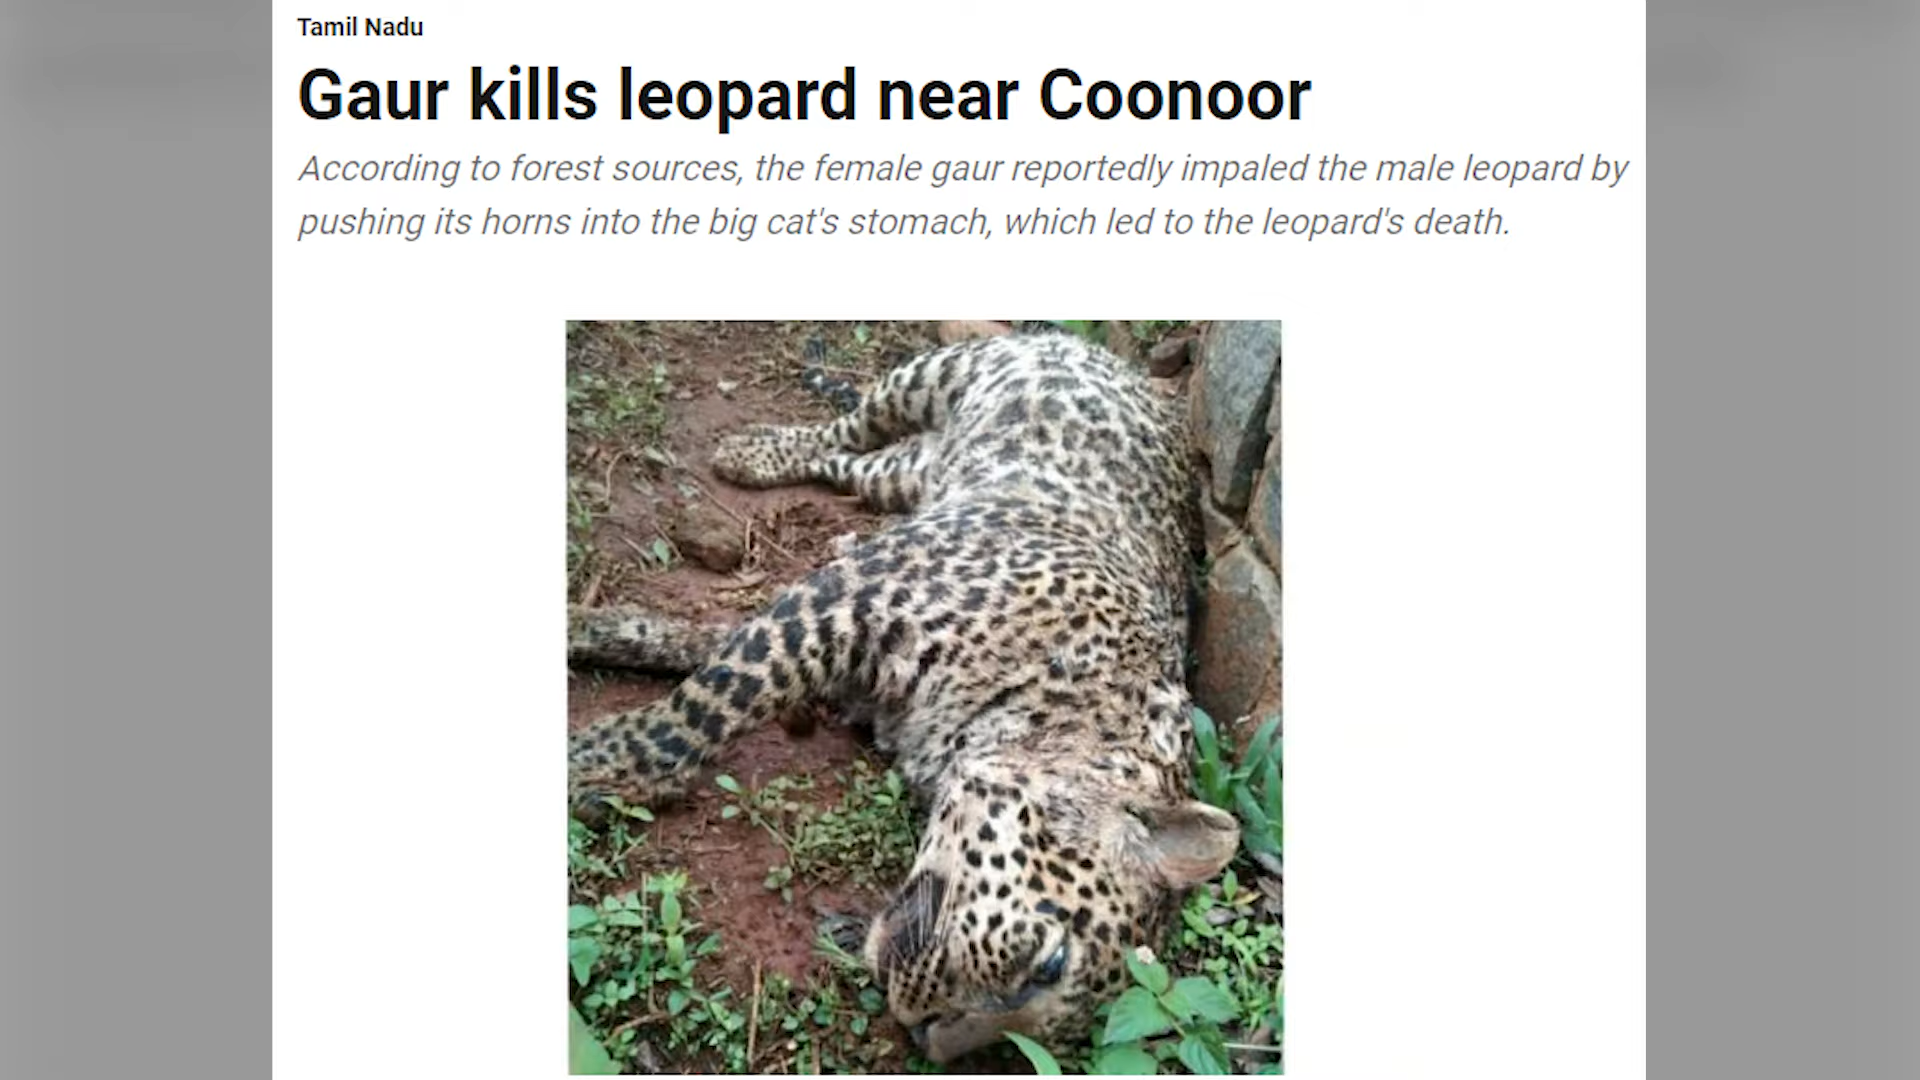 Tamil Nadu
Gaur kills leopard near Coonoor
According to forest sources, the female gaur reportedly impaled the male leopard by
pushing its horns into the big cat's stomach, which led to the leopard's death.